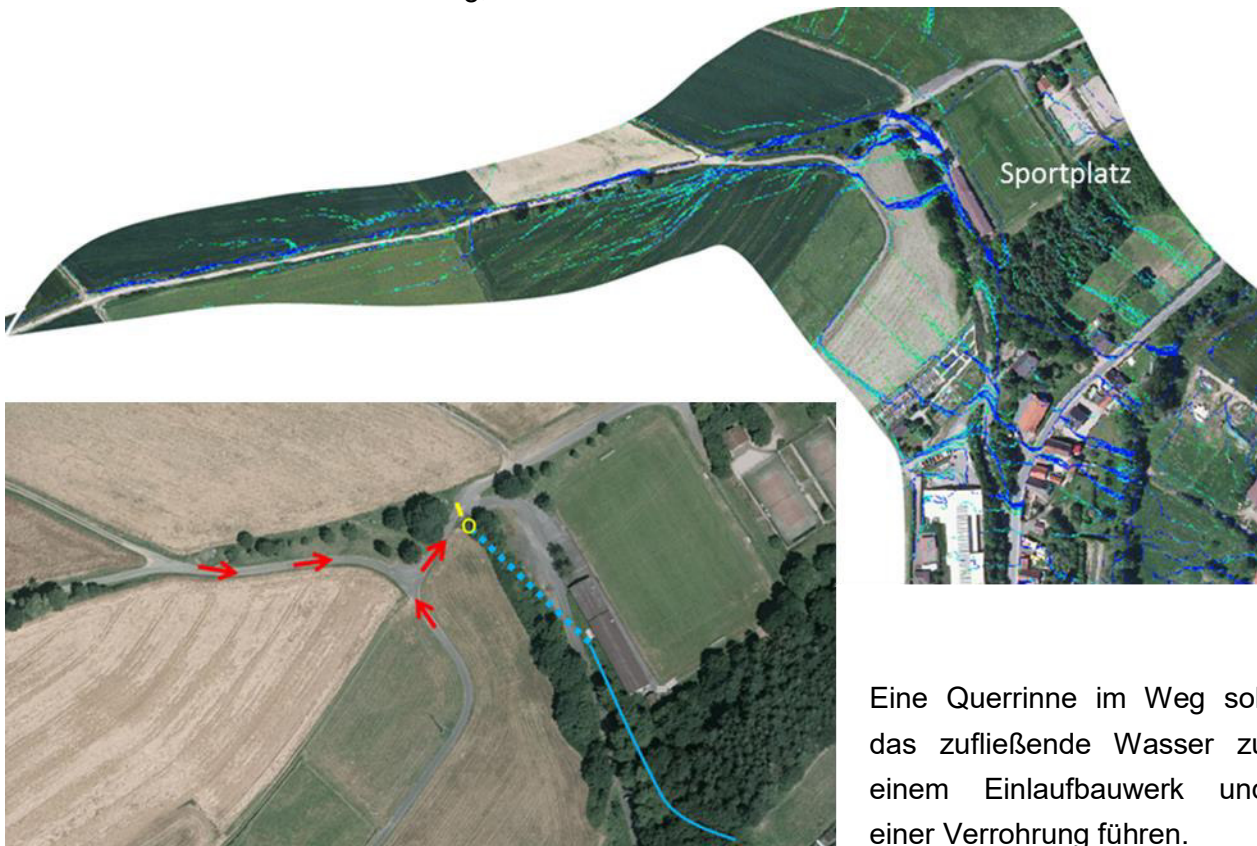 g
Sportplatz
Eine Querrinne im Weg sol
das zufließende Wasser zu
einem Einlaufbauwerk und
einer Verrohrung führen.